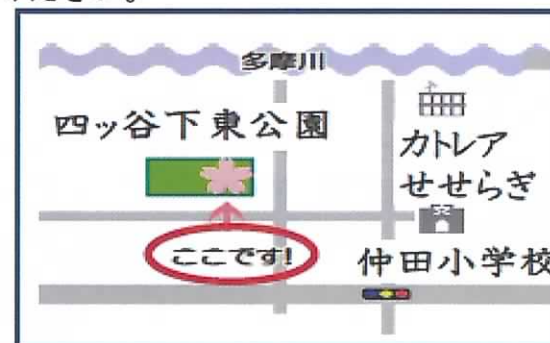 多摩川
四ッ谷下東公園
カトレア
せせらぎ
ここです!
仲田小学校